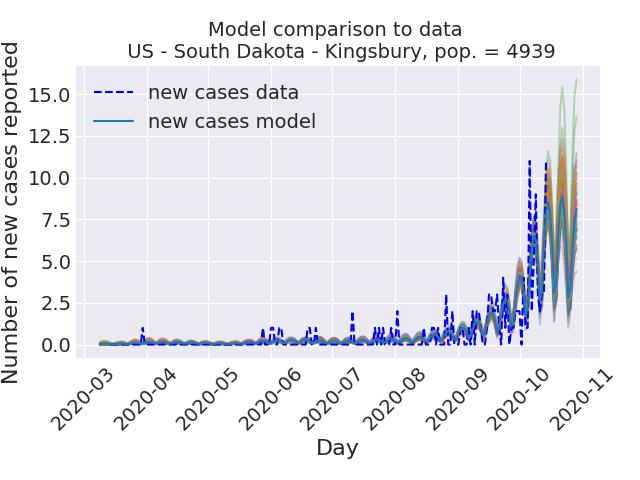 Model comparison to data
US - South Dakota - Kingsbury, pop. = 4939
Number of new cases reported
15.0
12.5
10.0
7.5
5.0
2.5
0.0
new cases data
new cases model
2020-03
2020-04
2020-05
2020-06
2020-07
2020-08
2020-09
2020-10
2020-11
Day